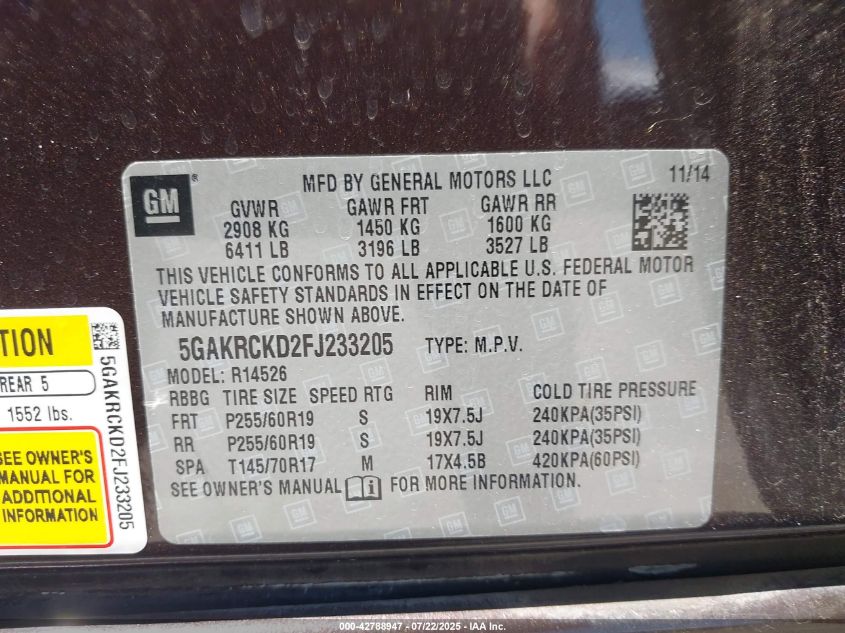 GM
MFD BY GENERAL MOTORS LLC
11/14
GVWR GAWR FRT GAWR RR
2908 KG 1450 KG 1600 KG
6411 LB 3196 LB 3527 LB
THIS VEHICLE CONFORMS TO ALL APPLICABLE U.S. FEDERAL MOTOR
VEHICLE SAFETY STANDARDS IN EFFECT ON THE DATE OF
MANUFACTURE SHOWN ABOVE.
5GAKRCKD2FJ233205 TYPE: M.P.V.
MODEL: R14526
RBBG TIRE SIZE SPEED RTG RIM COLD TIRE PRESSURE
FRT P255/60R19 S 19X7.5J 240KPA(35PSI)
RR P255/60R19 S 19X7.5J 240KPA(35PSI)
SPA T145/70R17 M 17X4.5B 420KPA(60PSI)
SEE OWNER'S MANUAL FOR MORE INFORMATION.
TION
REAR 5
1552 lbs.
SEE OWNER'S
MANUAL FOR
ADDITIONAL
INFORMATION
5GAKRCKD2FJ233205
000-42788947 - 07/22/2025 - IAA Inc.